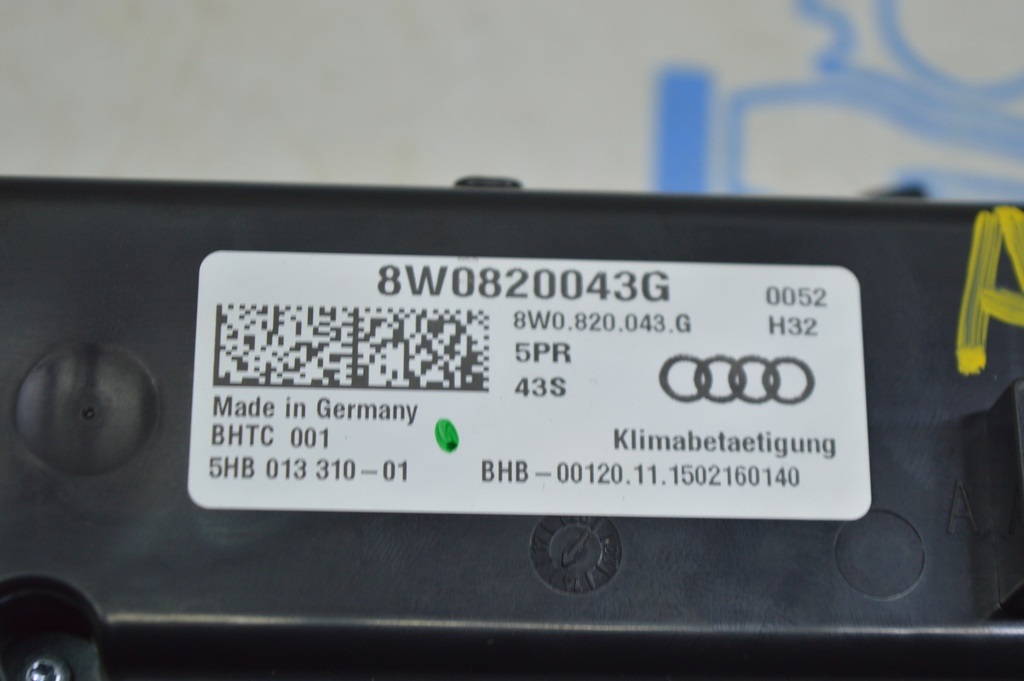 8W0820043G
0052
8W0.820.043.G
H32
5PR
43S
Made in Germany
BHTC 001
Klimabetaetigung
5HB 013 310-01
BHB-00120.11.1502160140
A